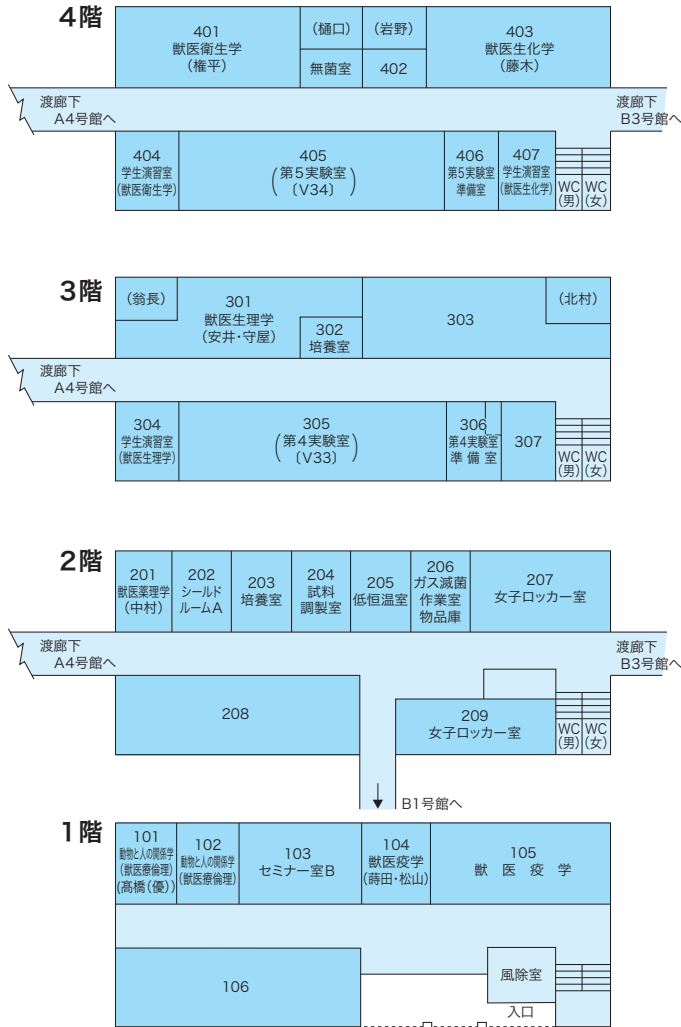 4階
401
獣医衛生学
(権平)
(樋口)
(岩野)
無菌室
402
403
獣医生化学
(藤木)
渡廊下
A4号館へ
渡廊下
B3号館へ
404
学生演習室
(獣医衛生学)
405
(第5実験室)
〔V34〕
406
第5実験室
準備室
407
学生演習室
(獣医生化学)
WC
(男)
WC
(女)
3階
(翁長)
301
獣医生理学
(安井・守屋)
302
培養室
303
(北村)
渡廊下
A4号館へ
304
学生演習室
(獣医生理学)
305
(第4実験室)
〔V33〕
306
第4実験室
準備室
307
WC
(男)
WC
(女)
2階
201
獣医薬理学
(中村)
202
シールド
ルームA
203
培養室
204
試料
調製室
205
低恒温室
206
ガス滅菌
作業室
物品庫
207
女子ロッカー室
渡廊下
A4号館へ
渡廊下
B3号館へ
208
209
女子ロッカー室
WC
(男)
WC
(女)
B1号館へ
1階
101
動物と人の関係学
(獣医療倫理)
(髙橋(優))
102
動物と人の関係学
(獣医療倫理)
103
セミナー室B
104
獣医疫学
(蒔田・松山)
105
獣医疫学
106
風除室
入口